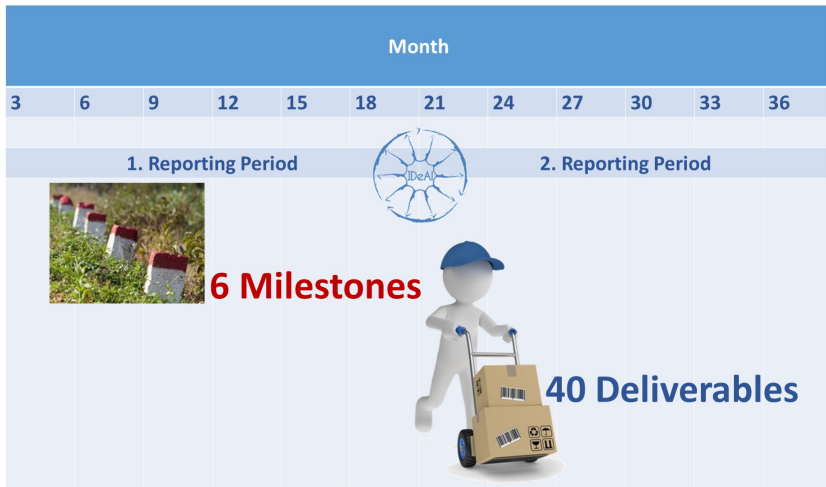 Month
3 6 9 12 15 18 21 24 27 30 33 36
1. Reporting Period IDeAl 2. Reporting Period
6 Milestones
40 Deliverables